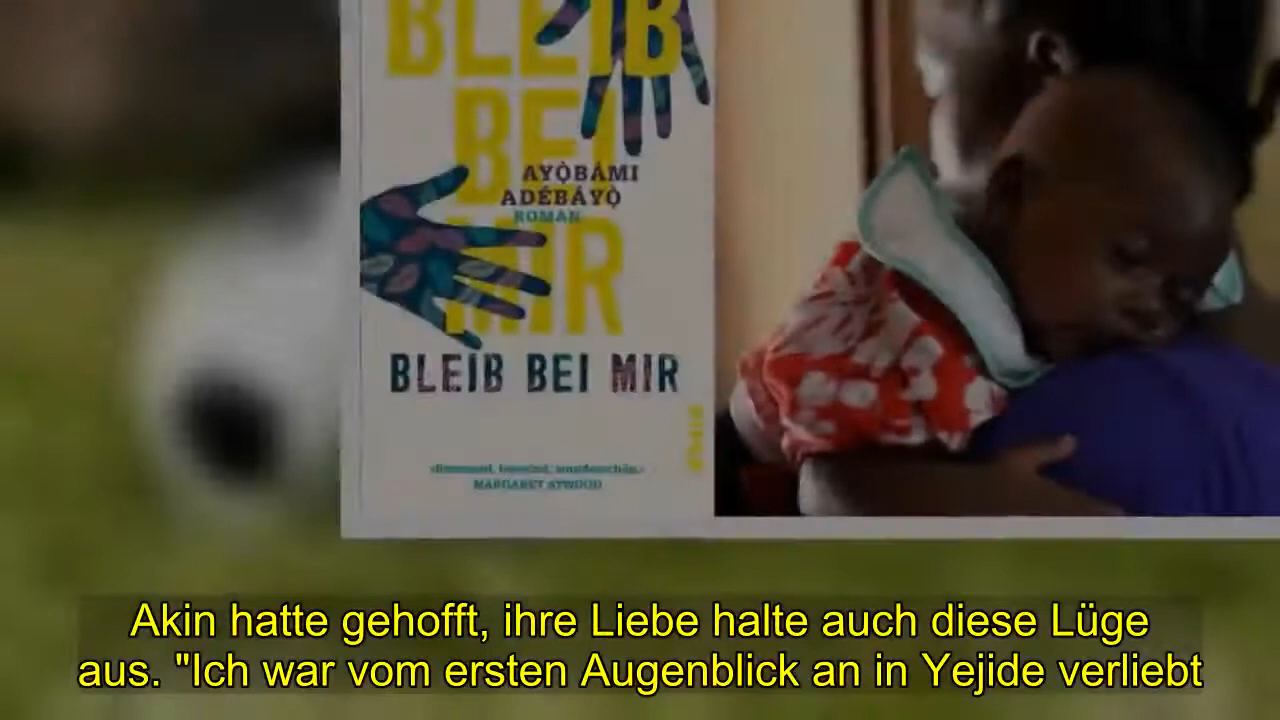 BLEIB
BEI
MIR
AYỌ̀BÁMI
ADÉBÁYỌ̀
ROMAN
BLEIB BEI MIR
MARGARET ATWOOD
Akin hatte gehofft, ihre Liebe halte auch diese Lüge
aus. "Ich war vom ersten Augenblick an in Yejide verliebt